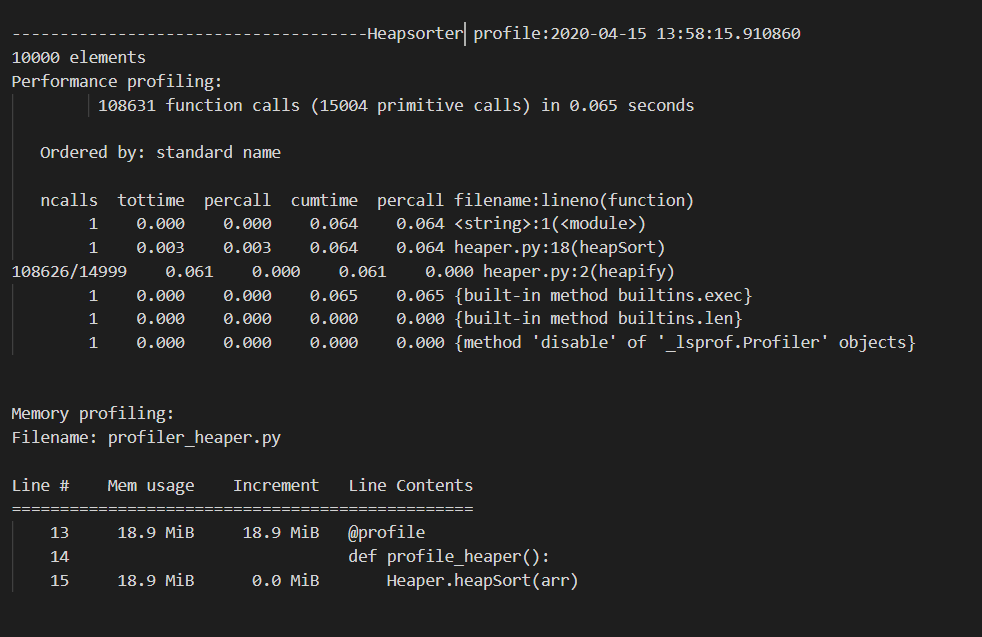 -------------------------------------Heapsorter profile:2020-04-15 13:58:15.910860
10000 elements
Performance profiling:
         108631 function calls (15004 primitive calls) in 0.065 seconds

   Ordered by: standard name

   ncalls  tottime  percall  cumtime  percall filename:lineno(function)
        1    0.000    0.000    0.064    0.064 <string>:1(<module>)
        1    0.003    0.003    0.064    0.064 heaper.py:18(heapSort)
108626/14999    0.061    0.000    0.061    0.000 heaper.py:2(heapify)
        1    0.000    0.000    0.065    0.065 {built-in method builtins.exec}
        1    0.000    0.000    0.000    0.000 {built-in method builtins.len}
        1    0.000    0.000    0.000    0.000 {method 'disable' of '_lsprof.Profiler' objects}

Memory profiling:
Filename: profiler_heaper.py

Line #    Mem usage    Increment   Line Contents
================================================
    13     18.9 MiB     18.9 MiB   @profile
    14                             def profile_heaper():
    15     18.9 MiB      0.0 MiB       Heaper.heapSort(arr)